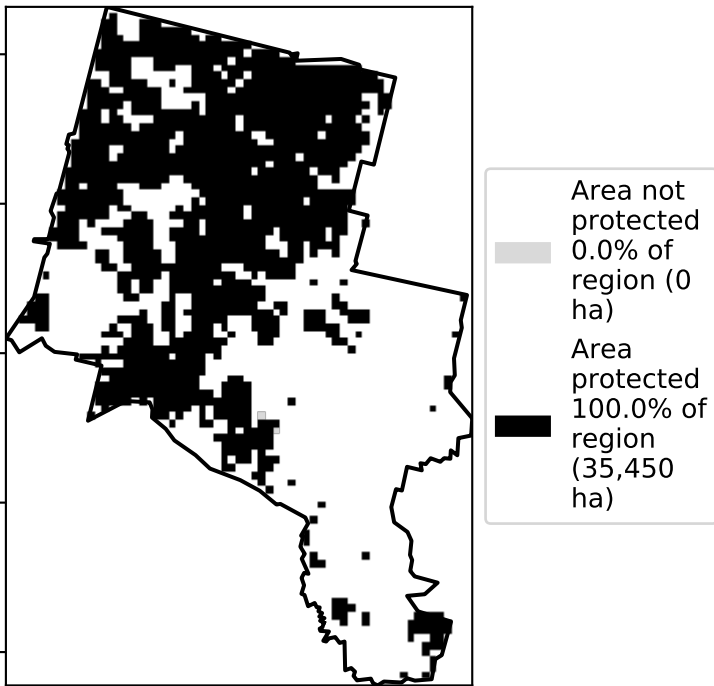 Area not
protected
0.0% of
region (0
ha)
Area
protected
100.0% of
region
(35,450
ha)